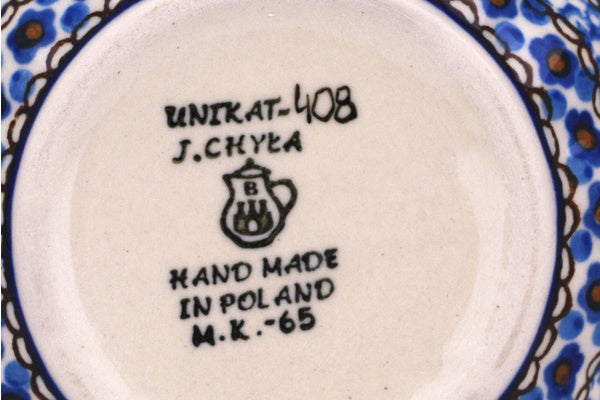 UNIKAT-408
J.CHYŁA
B
HAND MADE
IN POLAND
M.K.-65